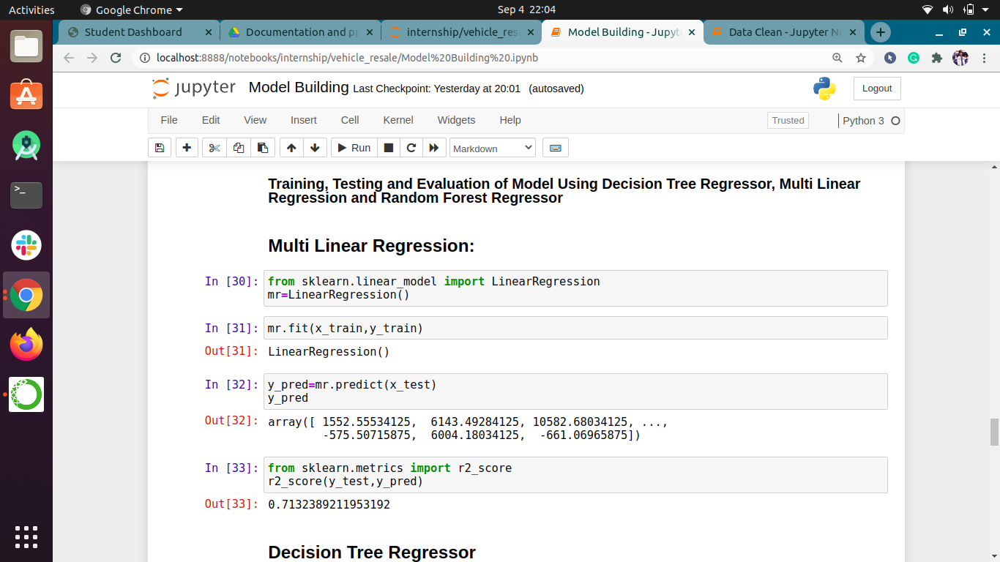 Activities Google Chrome Sep 4 22:04
Student Dashboard Documentation and pp internship/vehicle_res Model Building - Jupyt Data Clean - Jupyter No
localhost:8888/notebooks/internship/vehicle_resale/Model%20Building%20.ipynb
jupyter Model Building Last Checkpoint: Yesterday at 20:01 (autosaved) Logout
File Edit View Insert Cell Kernel Widgets Help Trusted Python 3
Run Markdown
Training, Testing and Evaluation of Model Using Decision Tree Regressor, Multi Linear
Regression and Random Forest Regressor
Multi Linear Regression:
In [30]: from sklearn.linear_model import LinearRegression
mr=LinearRegression()
In [31]: mr.fit(x_train,y_train)
Out[31]: LinearRegression()
In [32]: y_pred=mr.predict(x_test)
y_pred
Out[32]: array([ 1552.55534125, 6143.49284125, 10582.68034125, ...,
-575.50715875, 6004.18034125, -661.06965875])
In [33]: from sklearn.metrics import r2_score
r2_score(y_test,y_pred)
Out[33]: 0.7132389211953192
Decision Tree Regressor